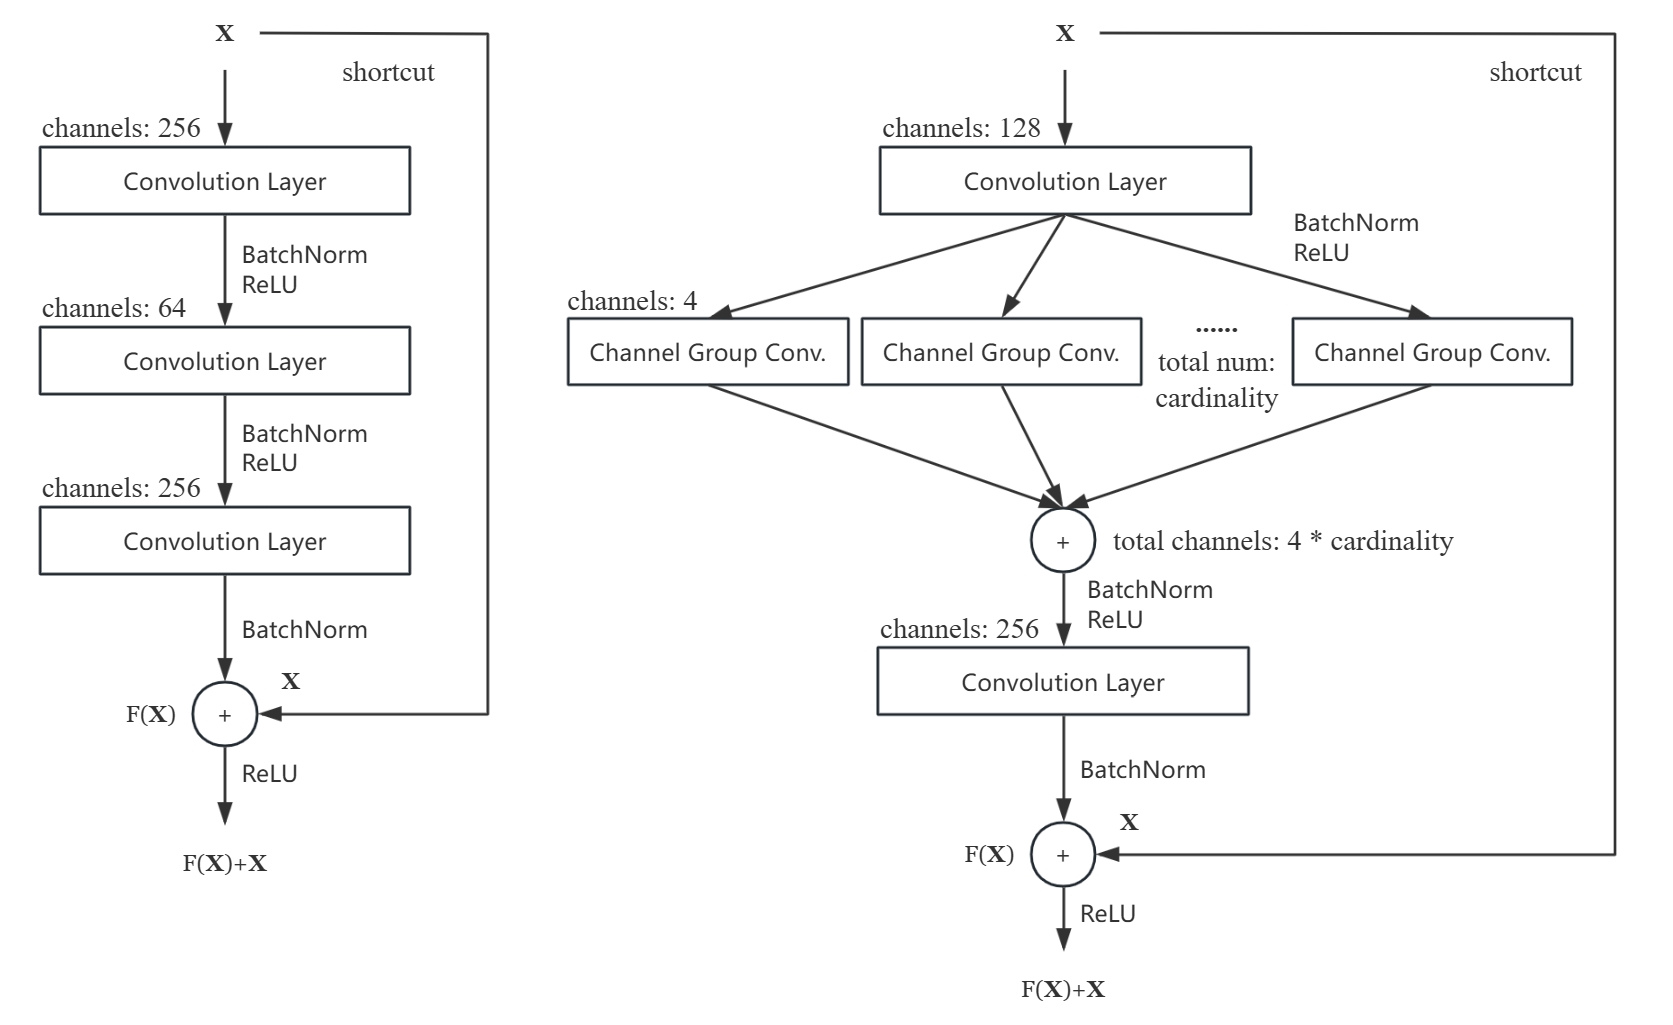 X
shortcut
channels: 256
Convolution Layer
BatchNorm
ReLU
channels: 64
Convolution Layer
BatchNorm
ReLU
channels: 256
Convolution Layer
BatchNorm
X
F(X)
+
ReLU
F(X)+X
X
shortcut
channels: 128
Convolution Layer
BatchNorm
ReLU
channels: 4
Channel Group Conv.
Channel Group Conv.
......
total num:
cardinality
Channel Group Conv.
+
total channels: 4 * cardinality
BatchNorm
ReLU
channels: 256
Convolution Layer
BatchNorm
X
F(X)
+
ReLU
F(X)+X